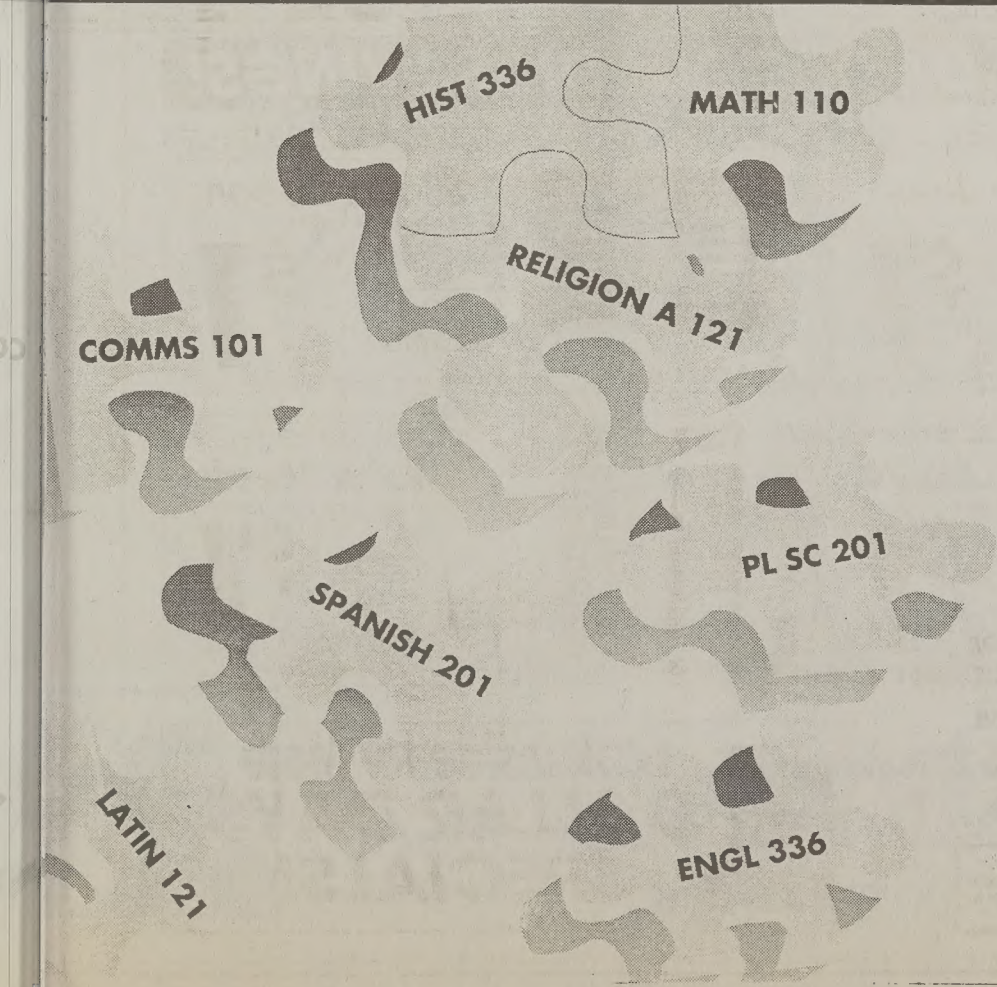 HIST 336
MATH 110
RELIGION A 121
COMMS 101
PL SC 201
SPANISH 201
LATIN 121
ENGL 336